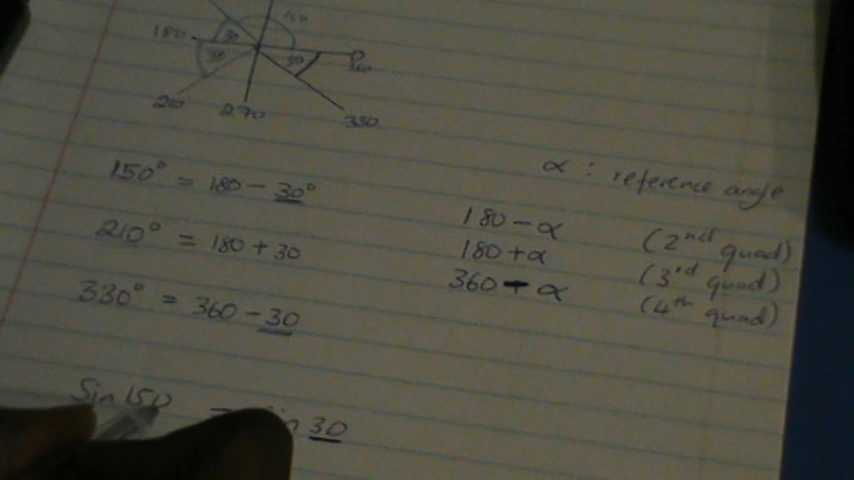 150
180 30
30 30 360
210 270 330
α : reference angle
150° = 180 - 30°
180 - α (2nd quad)
210° = 180 + 30
180 + α (3rd quad)
330° = 360 - 30
360 - α (4th quad)
Sin 150 = 30